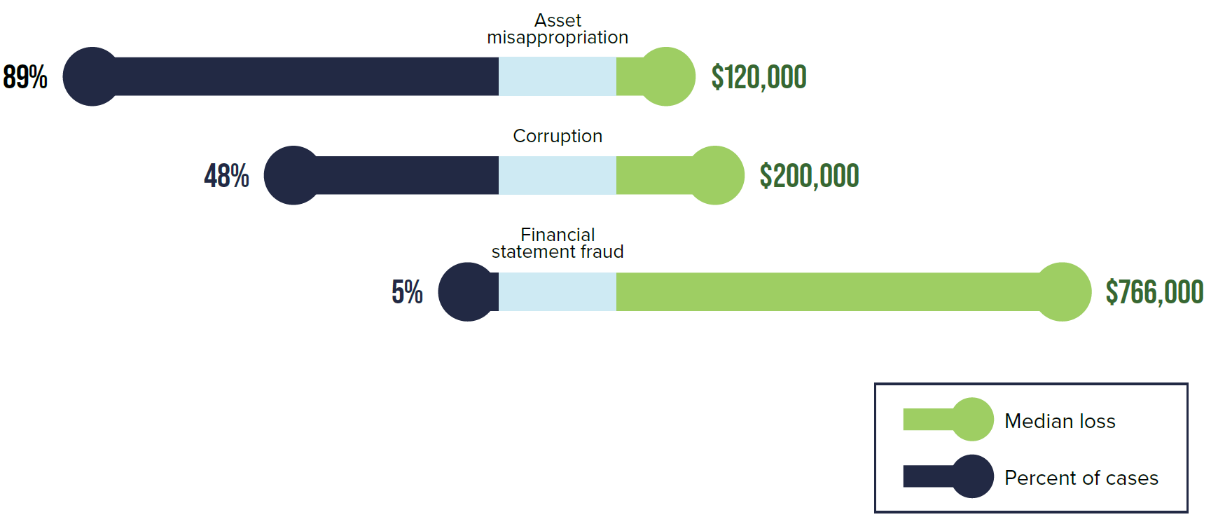 Asset
misappropriation
89%
$120,000
Corruption
48%
$200,000
Financial
statement fraud
5%
$766,000
Median loss
Percent of cases